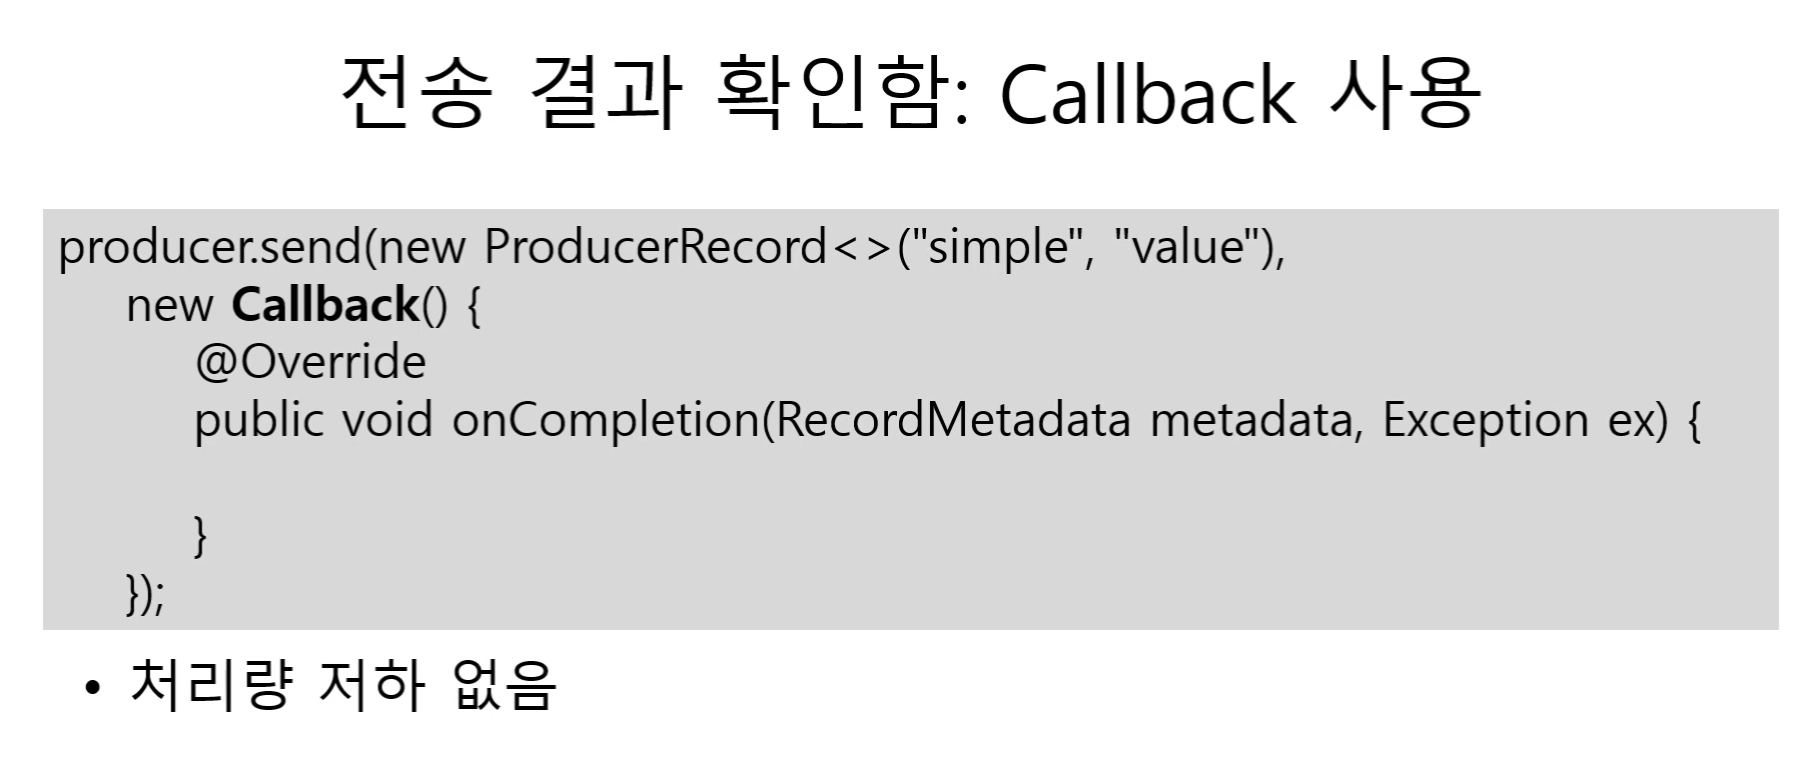 전송 결과 확인함: Callback 사용
producer.send(new ProducerRecord<>("simple", "value"),
new Callback() {
@Override
public void onCompletion(RecordMetadata metadata, Exception ex) {
}
});
• 처리량 저하 없음